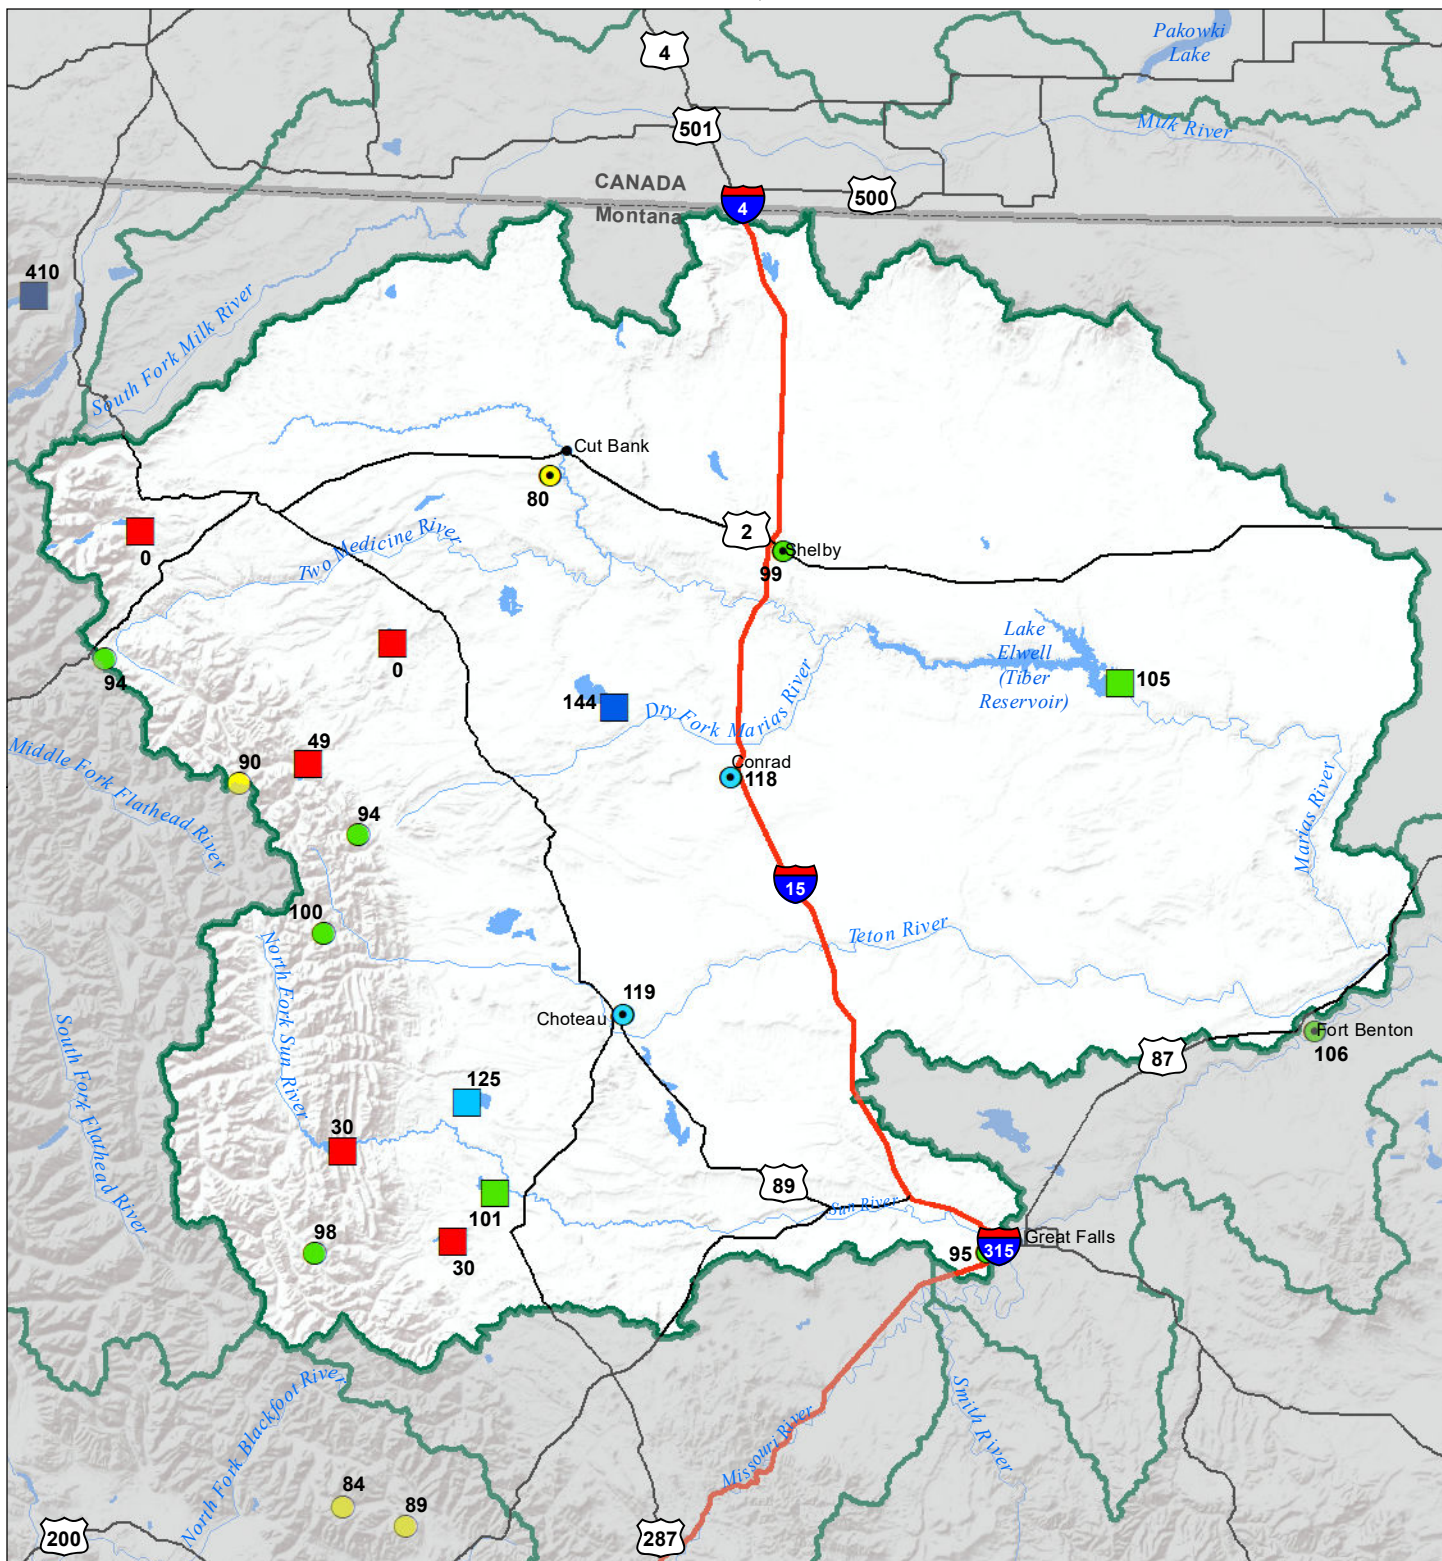 Pakowki
Lake
4
501
Milk River
CANADA
500
4
Montana
410
South Fork Milk River
Cut Bank
80
2
Shelby
99
0
Two Medicine River
Lake
Elwell
(Tiber
Reservoir)
0
94
105
144
Dry Fork Marias River
49
Middle Fork Flathead River
90
Conrad
118
94
Marias River
15
100
Teton River
North Fork Sun River
119
Choteau
South Fork Flathead River
Fort Benton
106
87
125
30
89
Sun River
101
98
30
95
315
Great Falls
North Fork Blackfoot River
Missouri River
Smith River
84
89
200
287